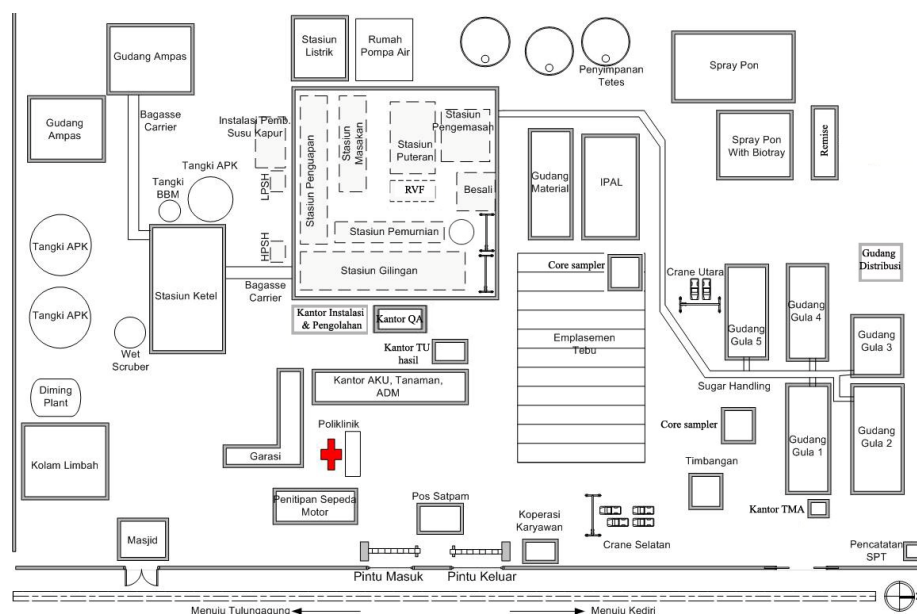 Gudang Ampas
Stasiun
Listrik
Rumah
Pompa Air
Penyimpanan
Tetes
Spray Pon
Gudang
Ampas
Bagasse
Carrier
Instalasi Pemb.
Susu Kapur
Stasiun Penguapan
Stasiun
Masakan
Stasiun
Puteran
Stasiun
Pengemasan
Gudang
Material
IPAL
Spray Pon
With Biotray
Remise
Tangki APK
Tangki
BBM
LPSH
RVF
Besali
Tangki APK
HPSH
Stasiun Pemurnian
Stasiun Gilingan
Stasiun Ketel
Bagasse
Carrier
Core sampler
Crane Utara
Gudang
Distribusi
Tangki APK
Wet
Scruber
Kantor Instalasi
& Pengolahan
Kantor QA
Kantor TU
hasil
Emplasemen
Tebu
Gudang
Gula 5
Gudang
Gula 4
Gudang
Gula 3
Sugar Handling
Diming
Plant
Kantor AKU, Tanaman,
ADM
Core sampler
Gudang
Gula 1
Gudang
Gula 2
Kolam Limbah
Garasi
Poliklinik
Timbangan
Penitipan Sepeda
Motor
Pos Satpam
Koperasi
Karyawan
Crane Selatan
Kantor TMA
Masjid
Pencatatan
SPT
Pintu Masuk
Pintu Keluar
Menuju Tulungagung
Menuju Kediri